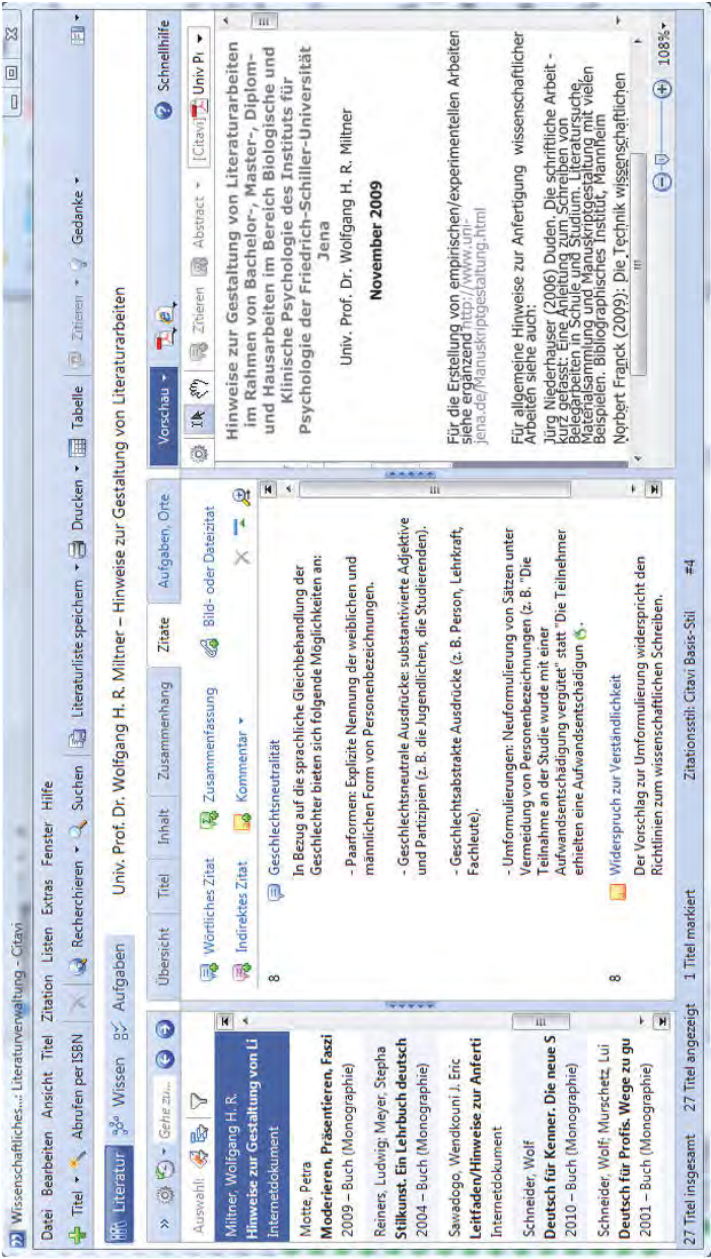 Wissenschaftliches...: Literaturverwaltung - Citavi
Datei Bearbeiten Ansicht Titel Zitation Listen Extras Fenster Hilfe
Titel Abrufen per ISBN Recherchieren Suchen Literaturliste speichern Drucken Tabelle Zitieren Gedanke
Literatur Wissen Aufgaben
Univ. Prof. Dr. Wolfgang H. R. Miltner – Hinweise zur Gestaltung von Literaturarbeiten
Schnellhilfe
Gehe zu...
Auswahl:
Miltner, Wolfgang H. R.
Hinweise zur Gestaltung von Li
Internetdokument
Motte, Petra
Moderieren, Präsentieren, Faszi
2009 – Buch (Monographie)
Reiners, Ludwig; Meyer, Stepha
Stilkunst. Ein Lehrbuch deutsch
2004 – Buch (Monographie)
Sawadogo, Wendkouni J. Eric
Leitfaden/Hinweise zur Anferti
Internetdokument
Schneider, Wolf
Deutsch für Kenner. Die neue S
2010 – Buch (Monographie)
Schneider, Wolf; Murschetz, Lui
Deutsch für Profis. Wege zu gu
2001 – Buch (Monographie)
Übersicht Titel Inhalt Zusammenhang Zitate Aufgaben, Orte
Wörtliches Zitat Zusammenfassung Bild- oder Dateizitat
Indirektes Zitat Kommentar
8 Geschlechtsneutralität
In Bezug auf die sprachliche Gleichbehandlung der
Geschlechter bieten sich folgende Möglichkeiten an:
- Paarformen: Explizite Nennung der weiblichen und
männlichen Form von Personenbezeichnungen.
- Geschlechtsneutrale Ausdrücke: substantivierte Adjektive
und Partizipien (z. B. die Jugendlichen, die Studierenden).
- Geschlechtsabstrakte Ausdrücke (z. B. Person, Lehrkraft,
Fachleute).
- Umformulierungen: Neuformulierung von Sätzen unter
Vermeidung von Personenbezeichnungen (z. B. "Die
Teilnahme an der Studie wurde mit einer
Aufwandsentschädigung vergütet" statt "Die Teilnehmer
erhielten eine Aufwandsentschädigun
8 Widerspruch zur Verständlichkeit
Der Vorschlag zur Umformulierung widerspricht den
Richtlinien zum wissenschaftlichen Schreiben.
Vorschau
Zitieren Abstract [Citavi] Univ Pr
Hinweise zur Gestaltung von Literaturarbeiten
im Rahmen von Bachelor-, Master-, Diplom-
und Hausarbeiten im Bereich Biologische und
Klinische Psychologie des Instituts für
Psychologie der Friedrich-Schiller-Universität
Jena
Univ. Prof. Dr. Wolfgang H. R. Miltner
November 2009
Für die Erstellung von empirischen/experimentellen Arbeiten
siehe ergänzend http://www.uni-
jena.de/Manuskriptgestaltung.html
Für allgemeine Hinweise zur Anfertigung wissenschaftlicher
Arbeiten siehe auch:
Jürg Niederhauser (2006) Duden. Die schriftliche Arbeit -
kurz gefasst: Eine Anleitung zum Schreiben von
Belegarbeiten in Schule und Studium. Literatursuche,
Materialsammlung und Manuskriptgestaltung mit vielen
Beispielen. Bibliographisches Institut, Mannheim
Norbert Franck (2009): Die Technik wissenschaftlichen
108%
27 Titel insgesamt 27 Titel angezeigt 1 Titel markiert Zitationsstil: Citavi Basis-Stil #4